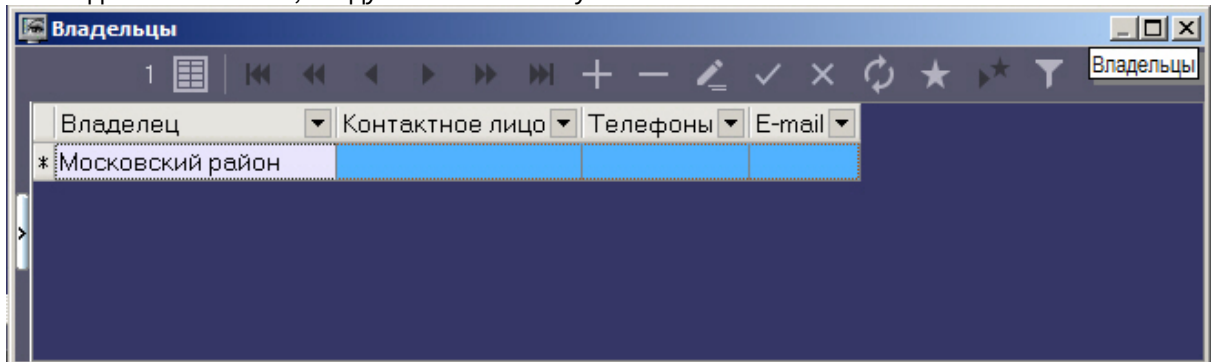 Владельцы
1
Владельцы
Владелец Контактное лицо Телефоны E-mail
* Московский район